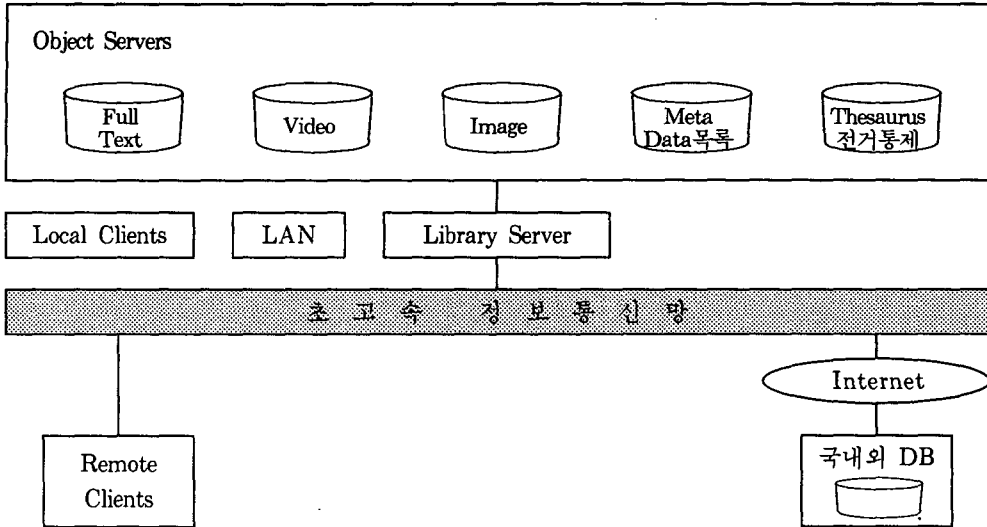 Object Servers
Full
Text
Video
Image
Meta
Data목록
Thesaurus
전거통제
Local Clients
LAN
Library Server
초고속 정보통신망
Internet
Remote
Clients
국내외 DB